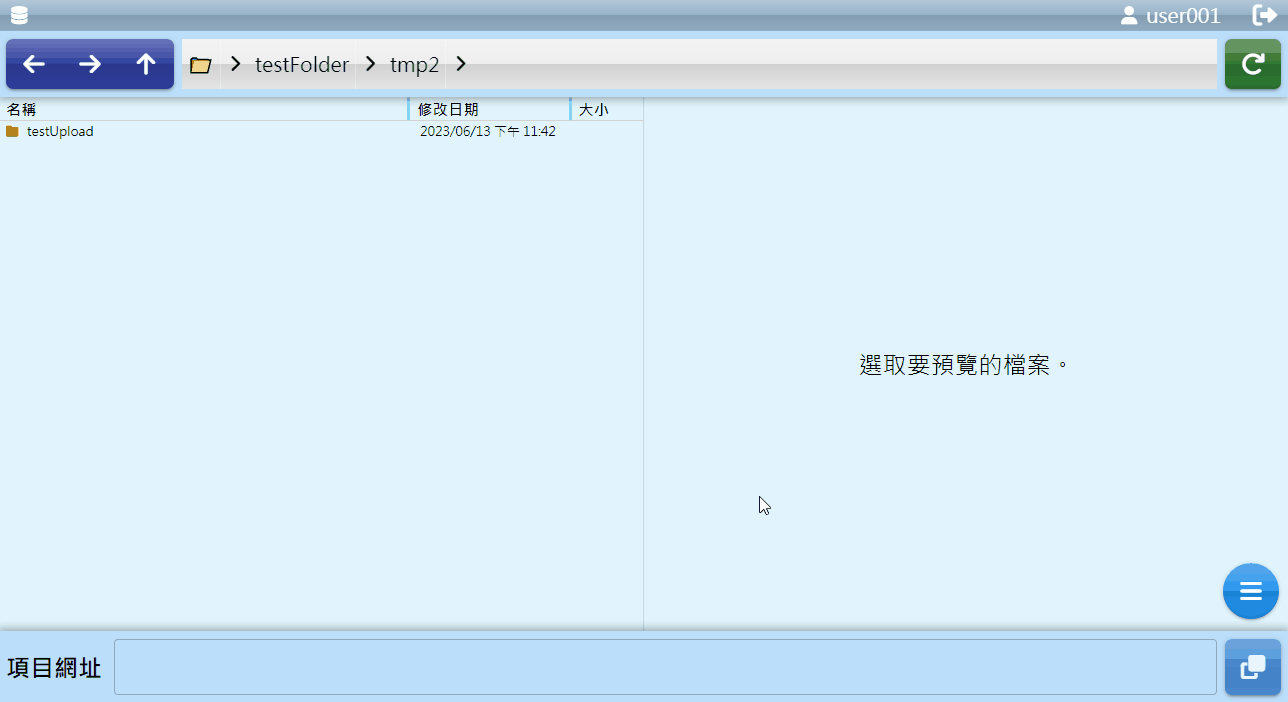 user001
testFolder tmp2
名稱 修改日期 大小
testUpload 2023/06/13 下午 11:42
選取要預覽的檔案。
項目網址